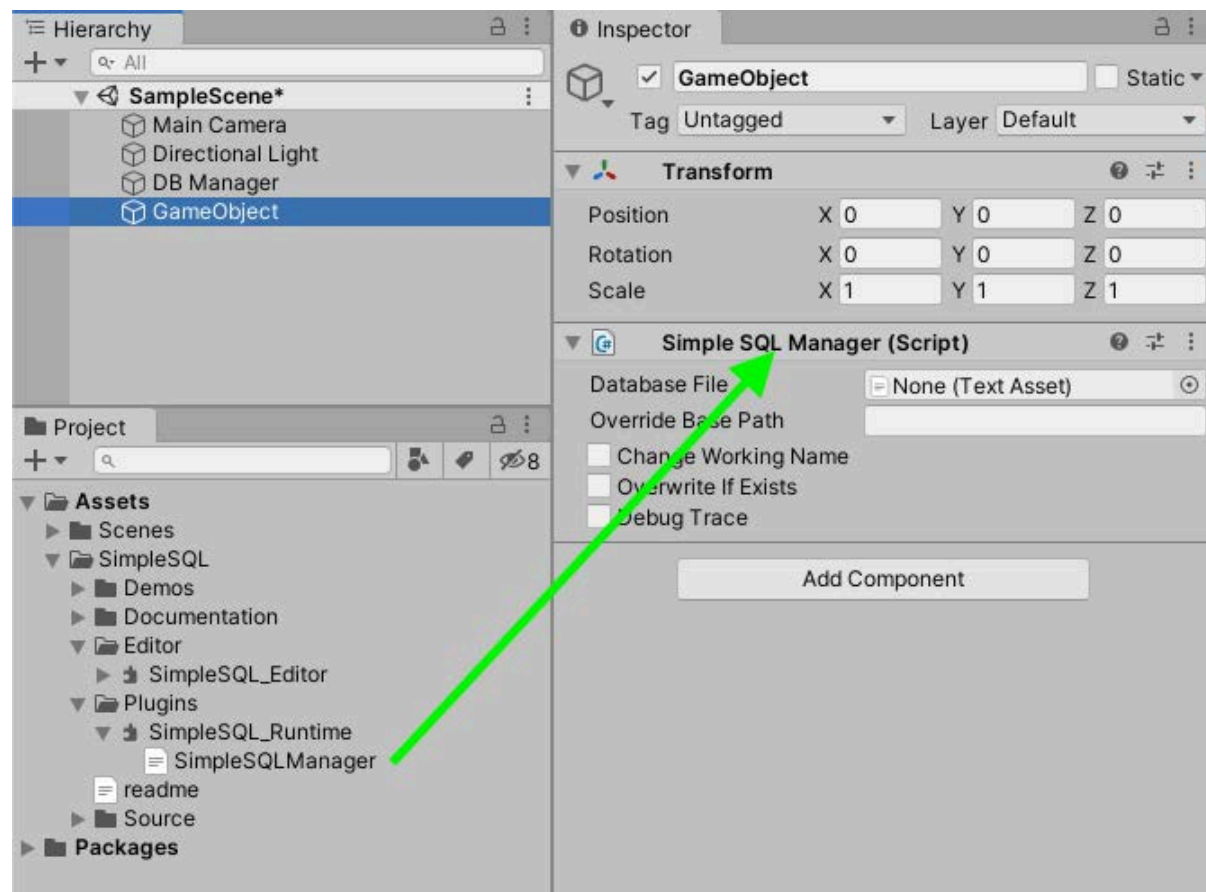 Hierarchy
All
SampleScene*
Main Camera
Directional Light
DB Manager
GameObject
Project
8
Assets
Scenes
SimpleSQL
Demos
Documentation
Editor
SimpleSQL_Editor
Plugins
SimpleSQL_Runtime
SimpleSQLManager
readme
Source
Packages
Inspector
GameObject Static
Tag Untagged Layer Default
Transform
Position X 0 Y 0 Z 0
Rotation X 0 Y 0 Z 0
Scale X 1 Y 1 Z 1
Simple SQL Manager (Script)
Database File None (Text Asset)
Override Base Path
Change Working Name
Overwrite If Exists
Debug Trace
Add Component